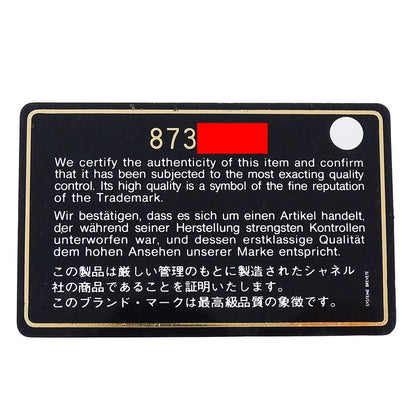 873
We certify the authenticity of this item and confirm
that it has been subjected to the most exacting quality
control. Its high quality is a symbol of the fine reputation
of the Trademark.
Wir bestätigen, dass es sich um einen Artikel handelt,
der während seiner Herstellung strengsten Kontrollen
unterworfen war, und dessen erstklassige Qualität
dem hohen Ansehen unserer Marke entspricht.
この製品は厳しい管理のもとに製造されたシャネル
社の商品であることを証明いたします。
このブランド・マークは最高級品質の象徴です。
SYSTEME BREVETE